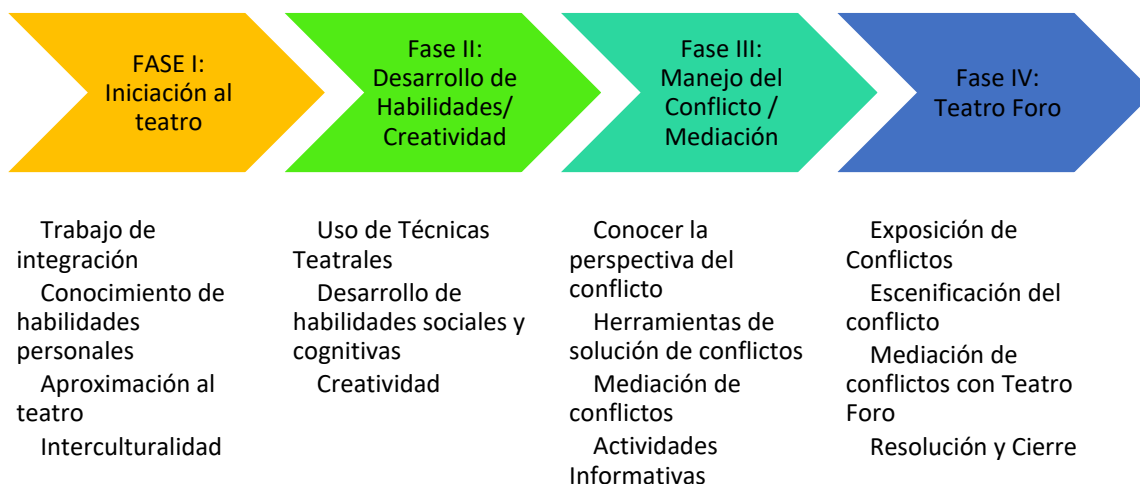 FASE I:
Iniciación al
teatro
Fase II:
Desarrollo de
Habilidades/
Creatividad
Fase III:
Manejo del
Conflicto /
Mediación
Fase IV:
Teatro Foro
Trabajo de
integración
Conocimiento de
habilidades
personales
Aproximación al
teatro
Interculturalidad
Uso de Técnicas
Teatrales
Desarrollo de
habilidades sociales y
cognitivas
Creatividad
Conocer la
perspectiva del
conflicto
Herramientas de
solución de conflictos
Mediación de
conflictos
Actividades
Informativas
Exposición de
Conflictos
Escenificación del
conflicto
Mediación de
conflictos con Teatro
Foro
Resolución y Cierre